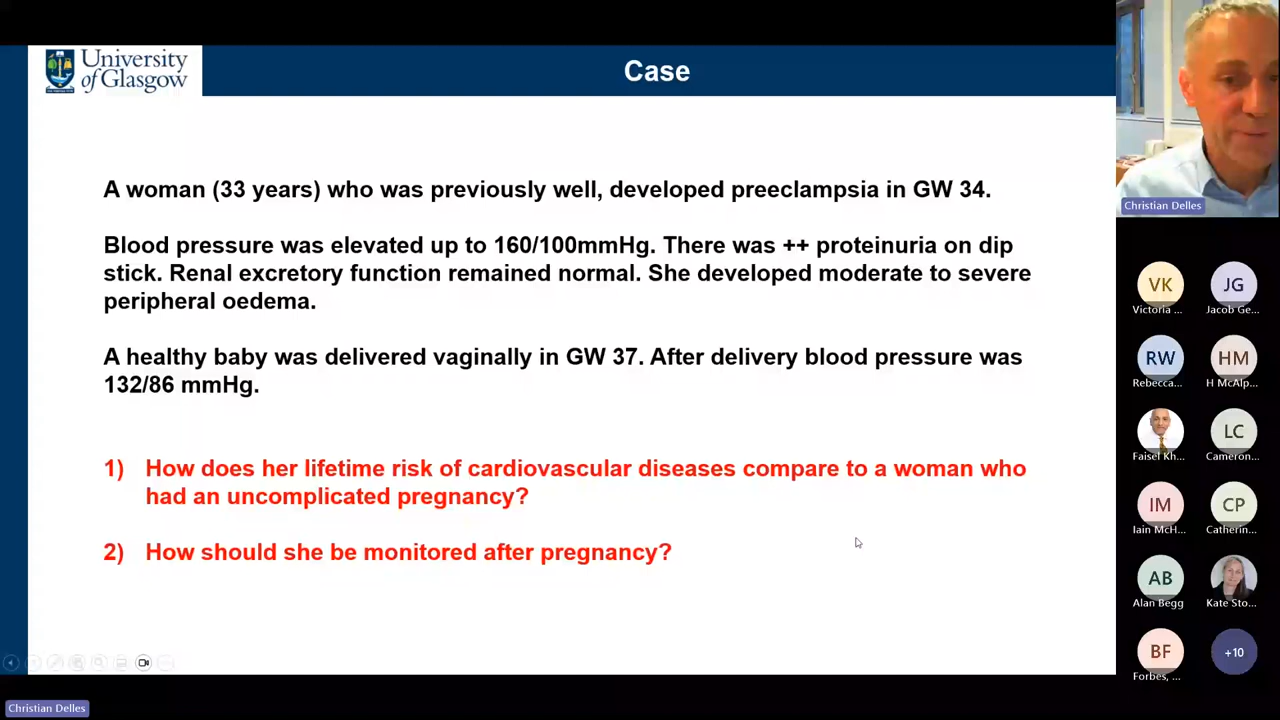 University
of Glasgow
Case
A woman (33 years) who was previously well, developed preeclampsia in GW 34.
Blood pressure was elevated up to 160/100mmHg. There was ++ proteinuria on dip
stick. Renal excretory function remained normal. She developed moderate to severe
peripheral oedema.
A healthy baby was delivered vaginally in GW 37. After delivery blood pressure was
132/86 mmHg.
1) How does her lifetime risk of cardiovascular diseases compare to a woman who
had an uncomplicated pregnancy?
2) How should she be monitored after pregnancy?
Christian Delles
VK
Victoria ...
JG
Jacob Ge...
RW
Rebecca...
HM
H McAlp...
Faisel Kh...
LC
Cameron...
IM
Iain McH...
CP
Catherin...
AB
Alan Begg
Kate Sto...
BF
Forbes, ...
+10
Christian Delles